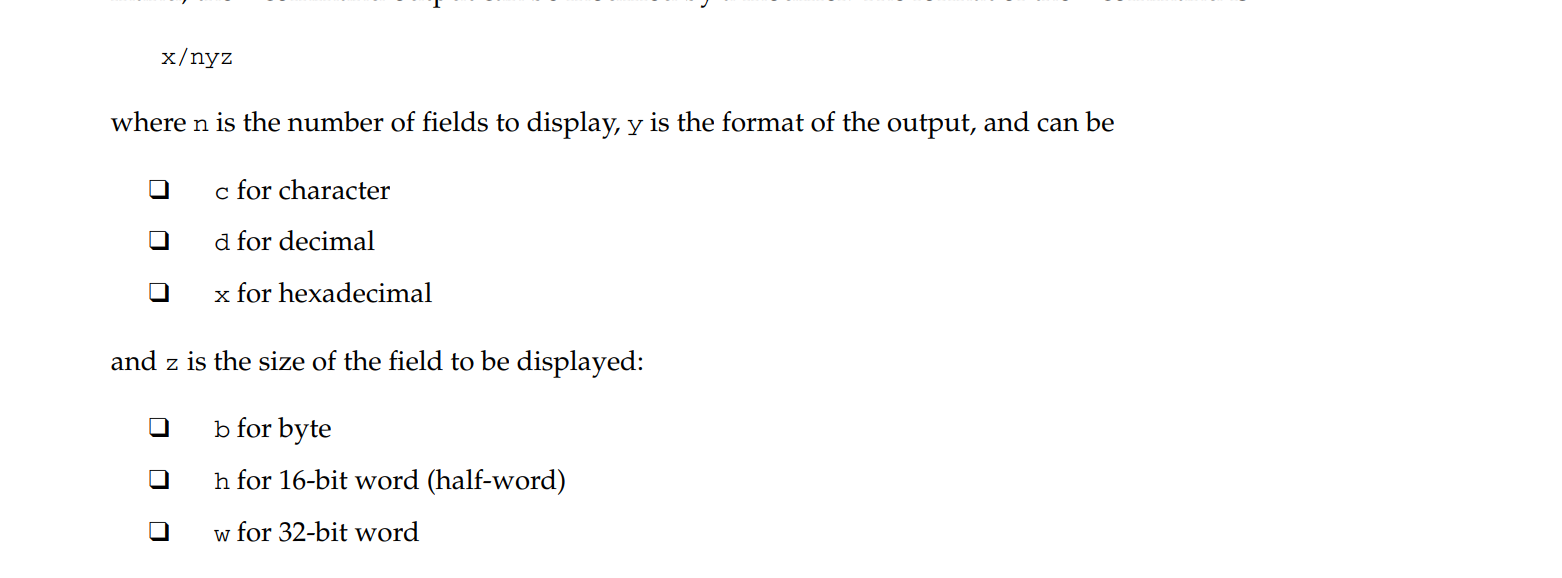 x/nyz
where n is the number of fields to display, y is the format of the output, and can be
❑ c for character
❑ d for decimal
❑ x for hexadecimal
and z is the size of the field to be displayed:
❑ b for byte
❑ h for 16-bit word (half-word)
❑ w for 32-bit word